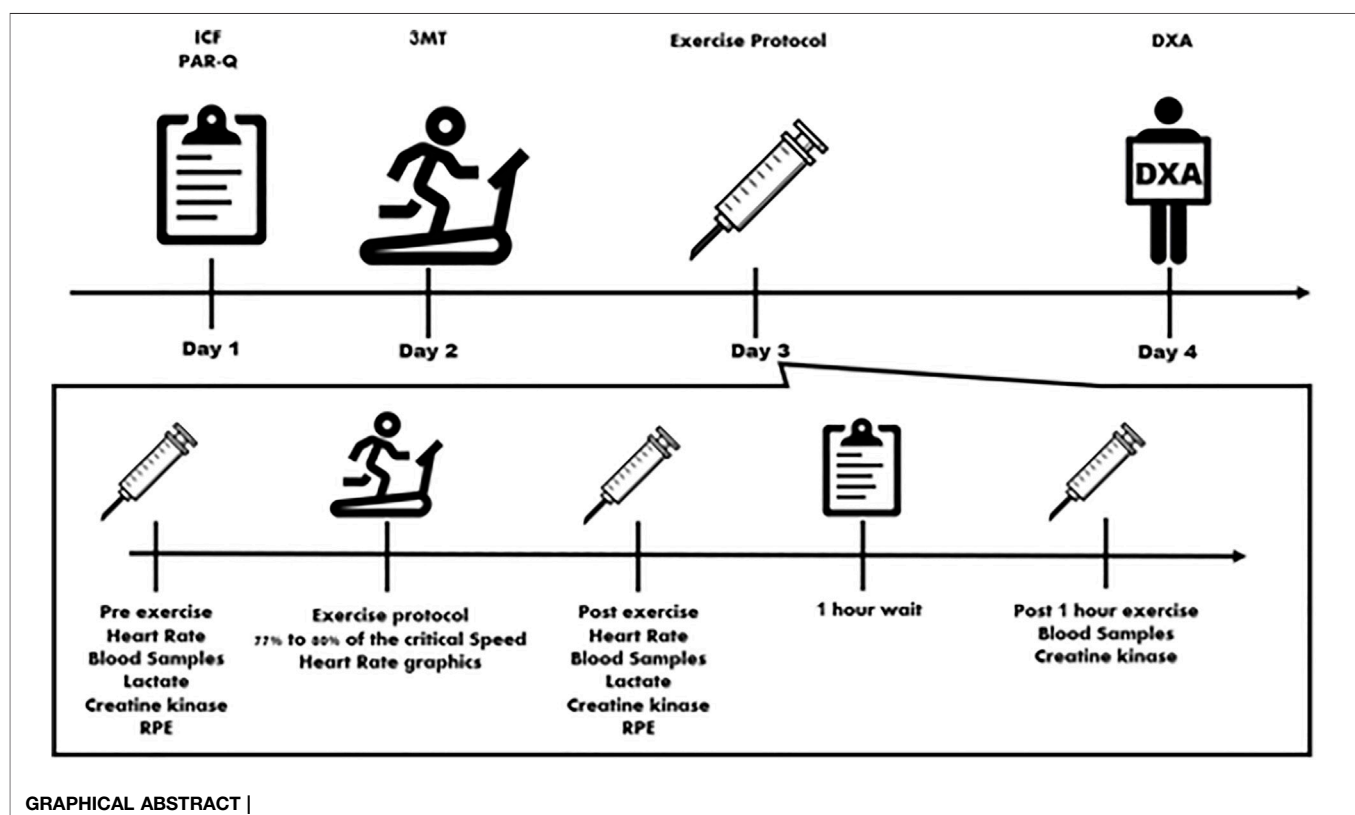 ICF
PAR-Q
3MT
Exercise Protocol
DXA
DXA
Day 1
Day 2
Day 3
Day 4
Pre exercise
Heart Rate
Blood Samples
Lactate
Creatine kinase
RPE
Exercise protocol
77% to 80% of the critical Speed
Heart Rate graphics
Post exercise
Heart Rate
Blood Samples
Lactate
Creatine kinase
RPE
1 hour wait
Post 1 hour exercise
Blood Samples
Creatine kinase
GRAPHICAL ABSTRACT |